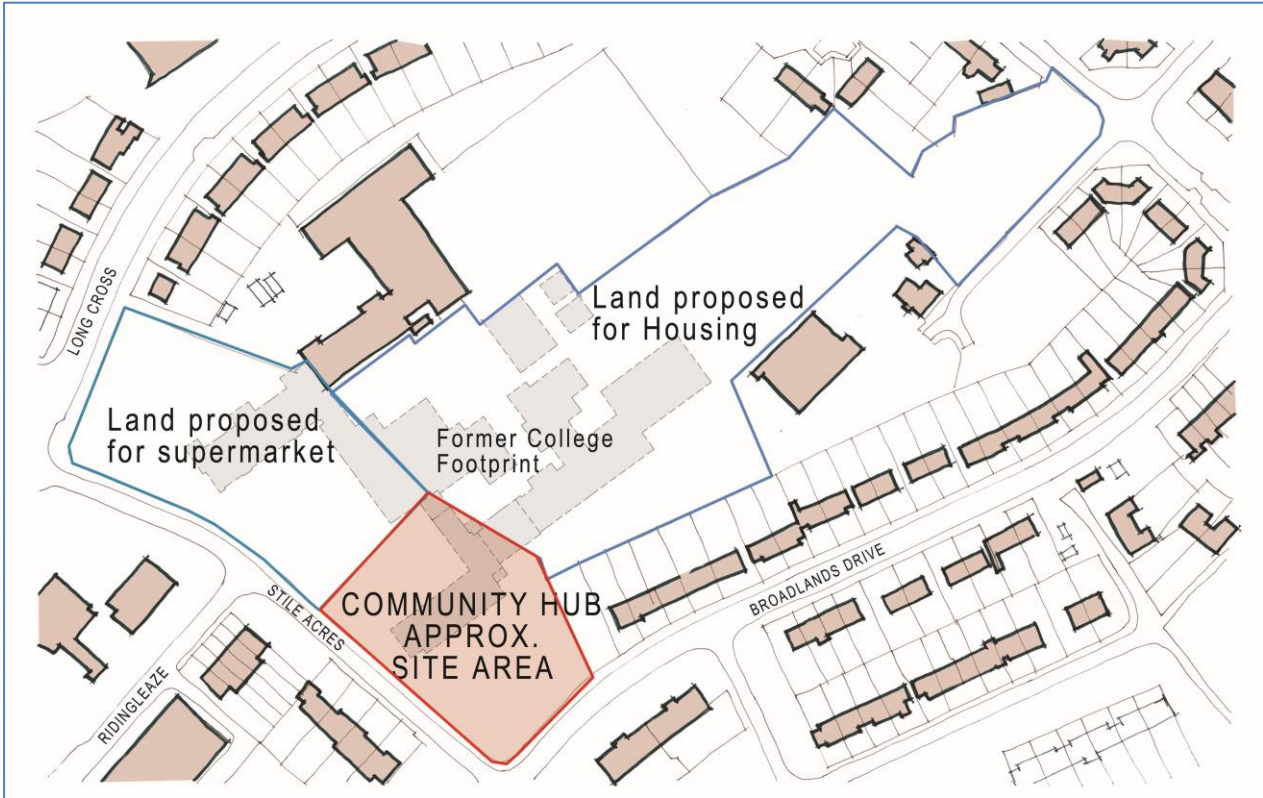 LONG CROSS
Land proposed
for Housing
Land proposed
for supermarket
Former College
Footprint
COMMUNITY HUB
APPROX.
SITE AREA
STILE ACRES
BROADLANDS DRIVE
RIDINGLEAZE